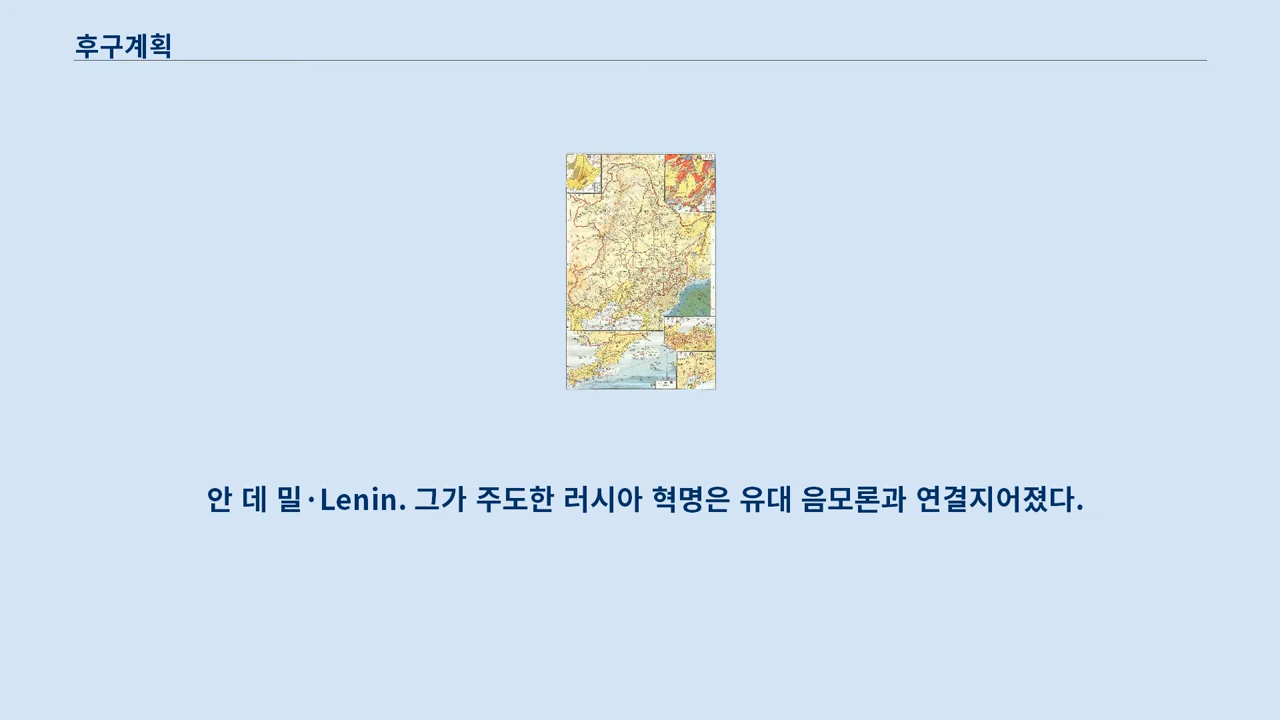 후구계획
안 데 밀·Lenin. 그가 주도한 러시아 혁명은 유대 음모론과 연결지어졌다.